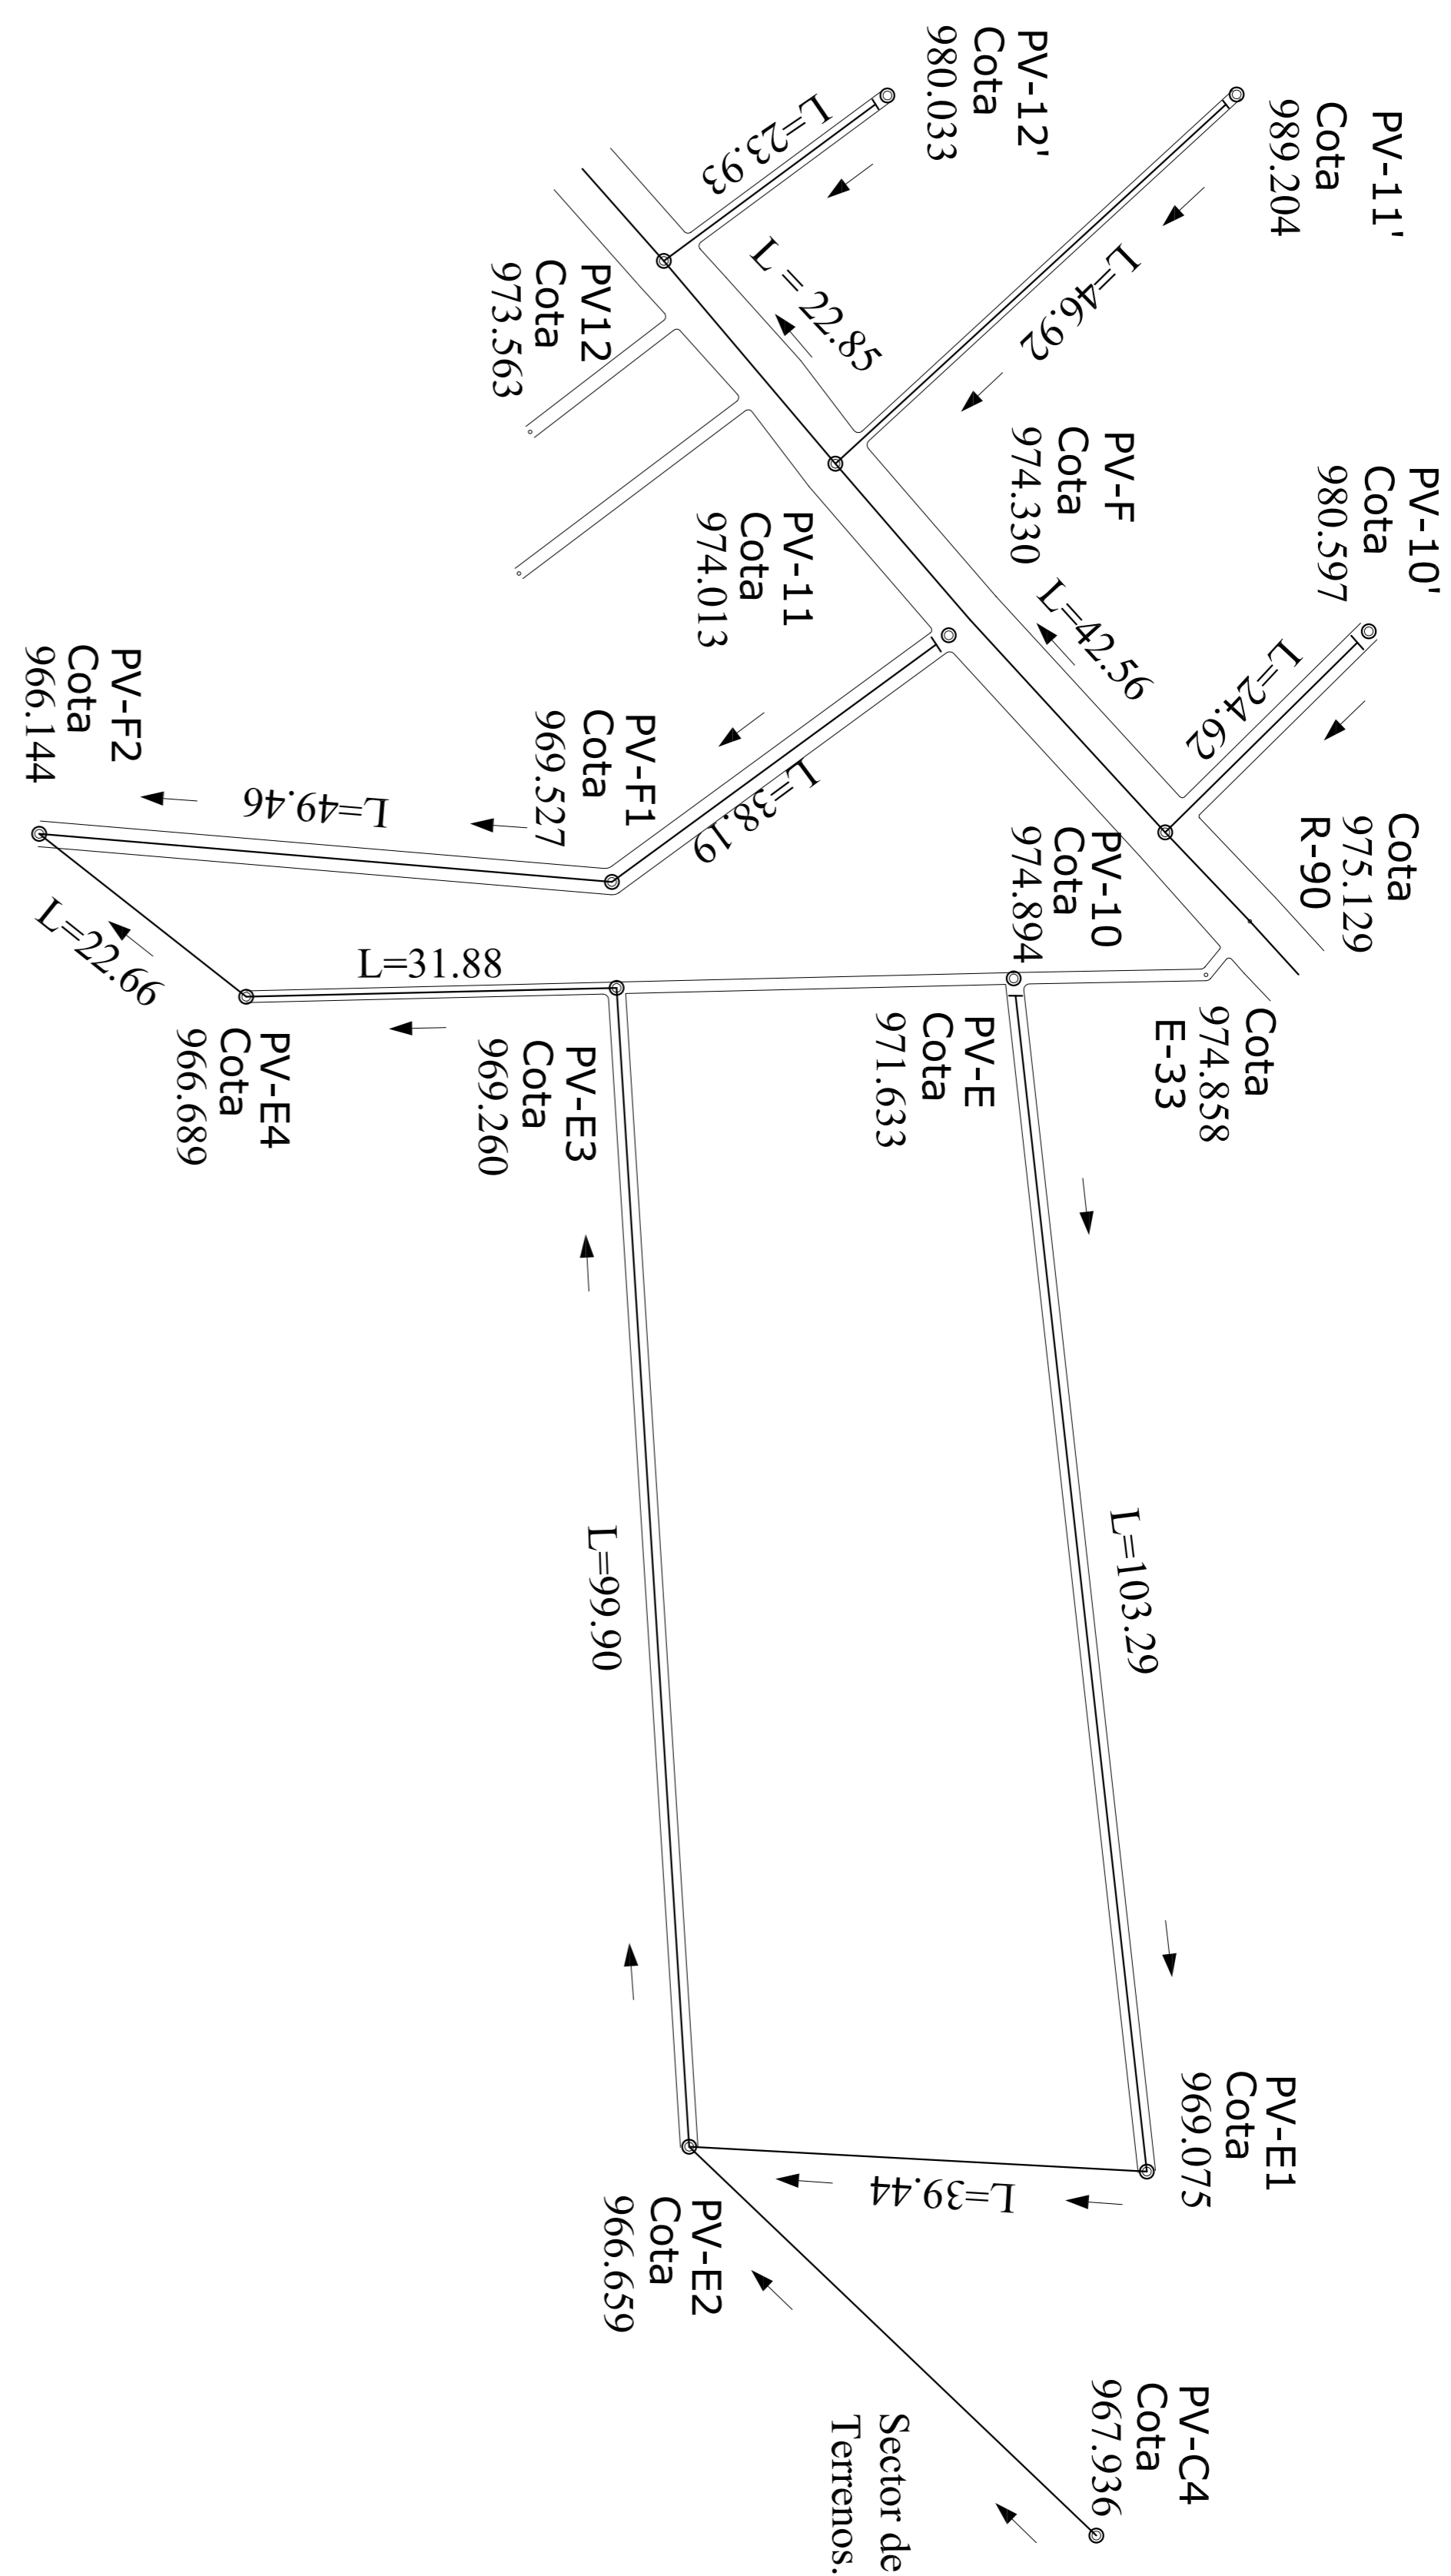 PV-11'
Cota
989.204
PV-12'
Cota
980.033
L=23.93
L = 22.85
L=46.92
PV12
Cota
973.563
PV-F
Cota
974.330
PV-10'
Cota
980.597
L=42.56
L=24.62
PV-11
Cota
974.013
Cota
975.129
R-90
PV-10
Cota
974.894
L=38.19
PV-F1
Cota
969.527
PV-F2
Cota
966.144
L=49.46
L=22.66
L=31.88
Cota
974.858
E-33
PV-E
Cota
971.633
PV-E3
Cota
969.260
PV-E4
Cota
966.689
L=103.29
L=99.90
PV-E1
Cota
969.075
L=39.44
PV-E2
Cota
966.659
PV-C4
Cota
967.936
Sector de
Terrenos.